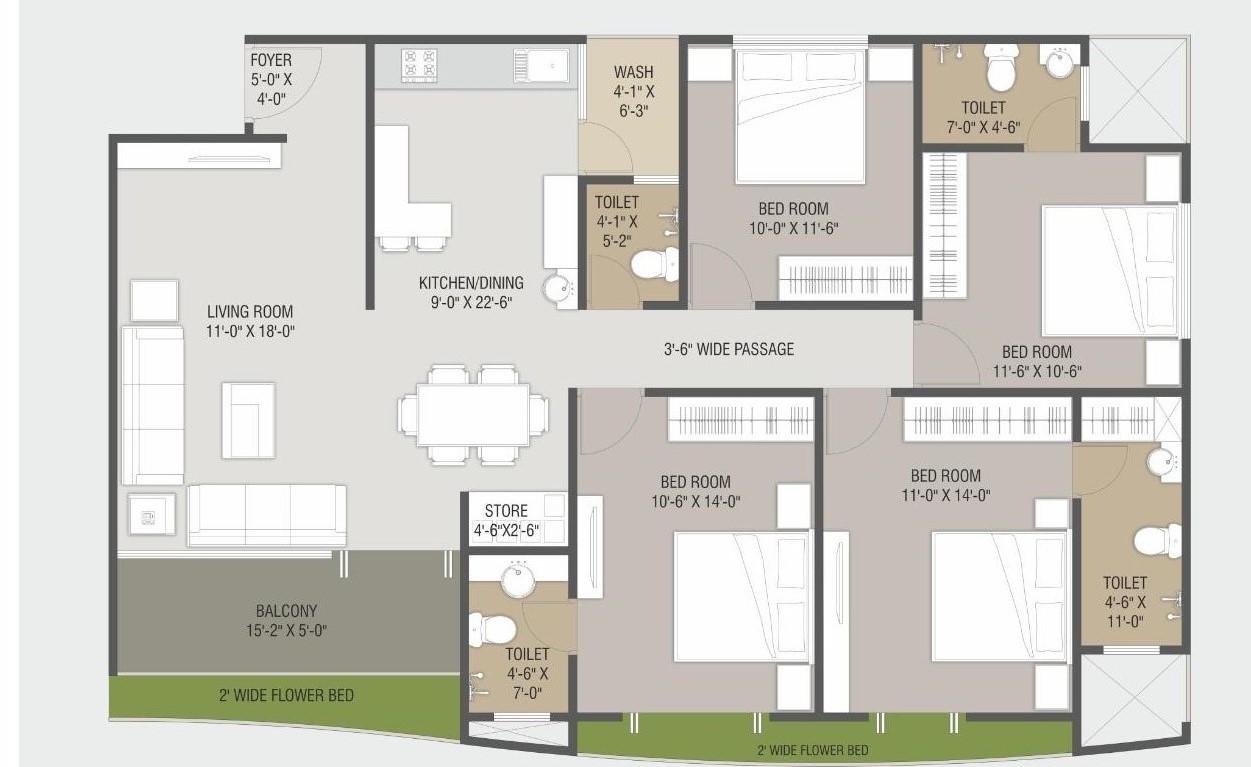 FOYER
5'-0" X
4'-0"
WASH
4'-1" X
6'-3"
TOILET
7'-0" X 4'-6"
TOILET
4'-1" X
5'-2"
BED ROOM
10'-0" X 11'-6"
KITCHEN/DINING
9'-0" X 22'-6"
LIVING ROOM
11'-0" X 18'-0"
3'-6" WIDE PASSAGE
BED ROOM
11'-6" X 10'-6"
BED ROOM
10'-6" X 14'-0"
BED ROOM
11'-0" X 14'-0"
STORE
4'-6"X2'-6"
BALCONY
15'-2" X 5'-0"
TOILET
4'-6" X
7'-0"
TOILET
4'-6" X
11'-0"
2' WIDE FLOWER BED
2' WIDE FLOWER BED